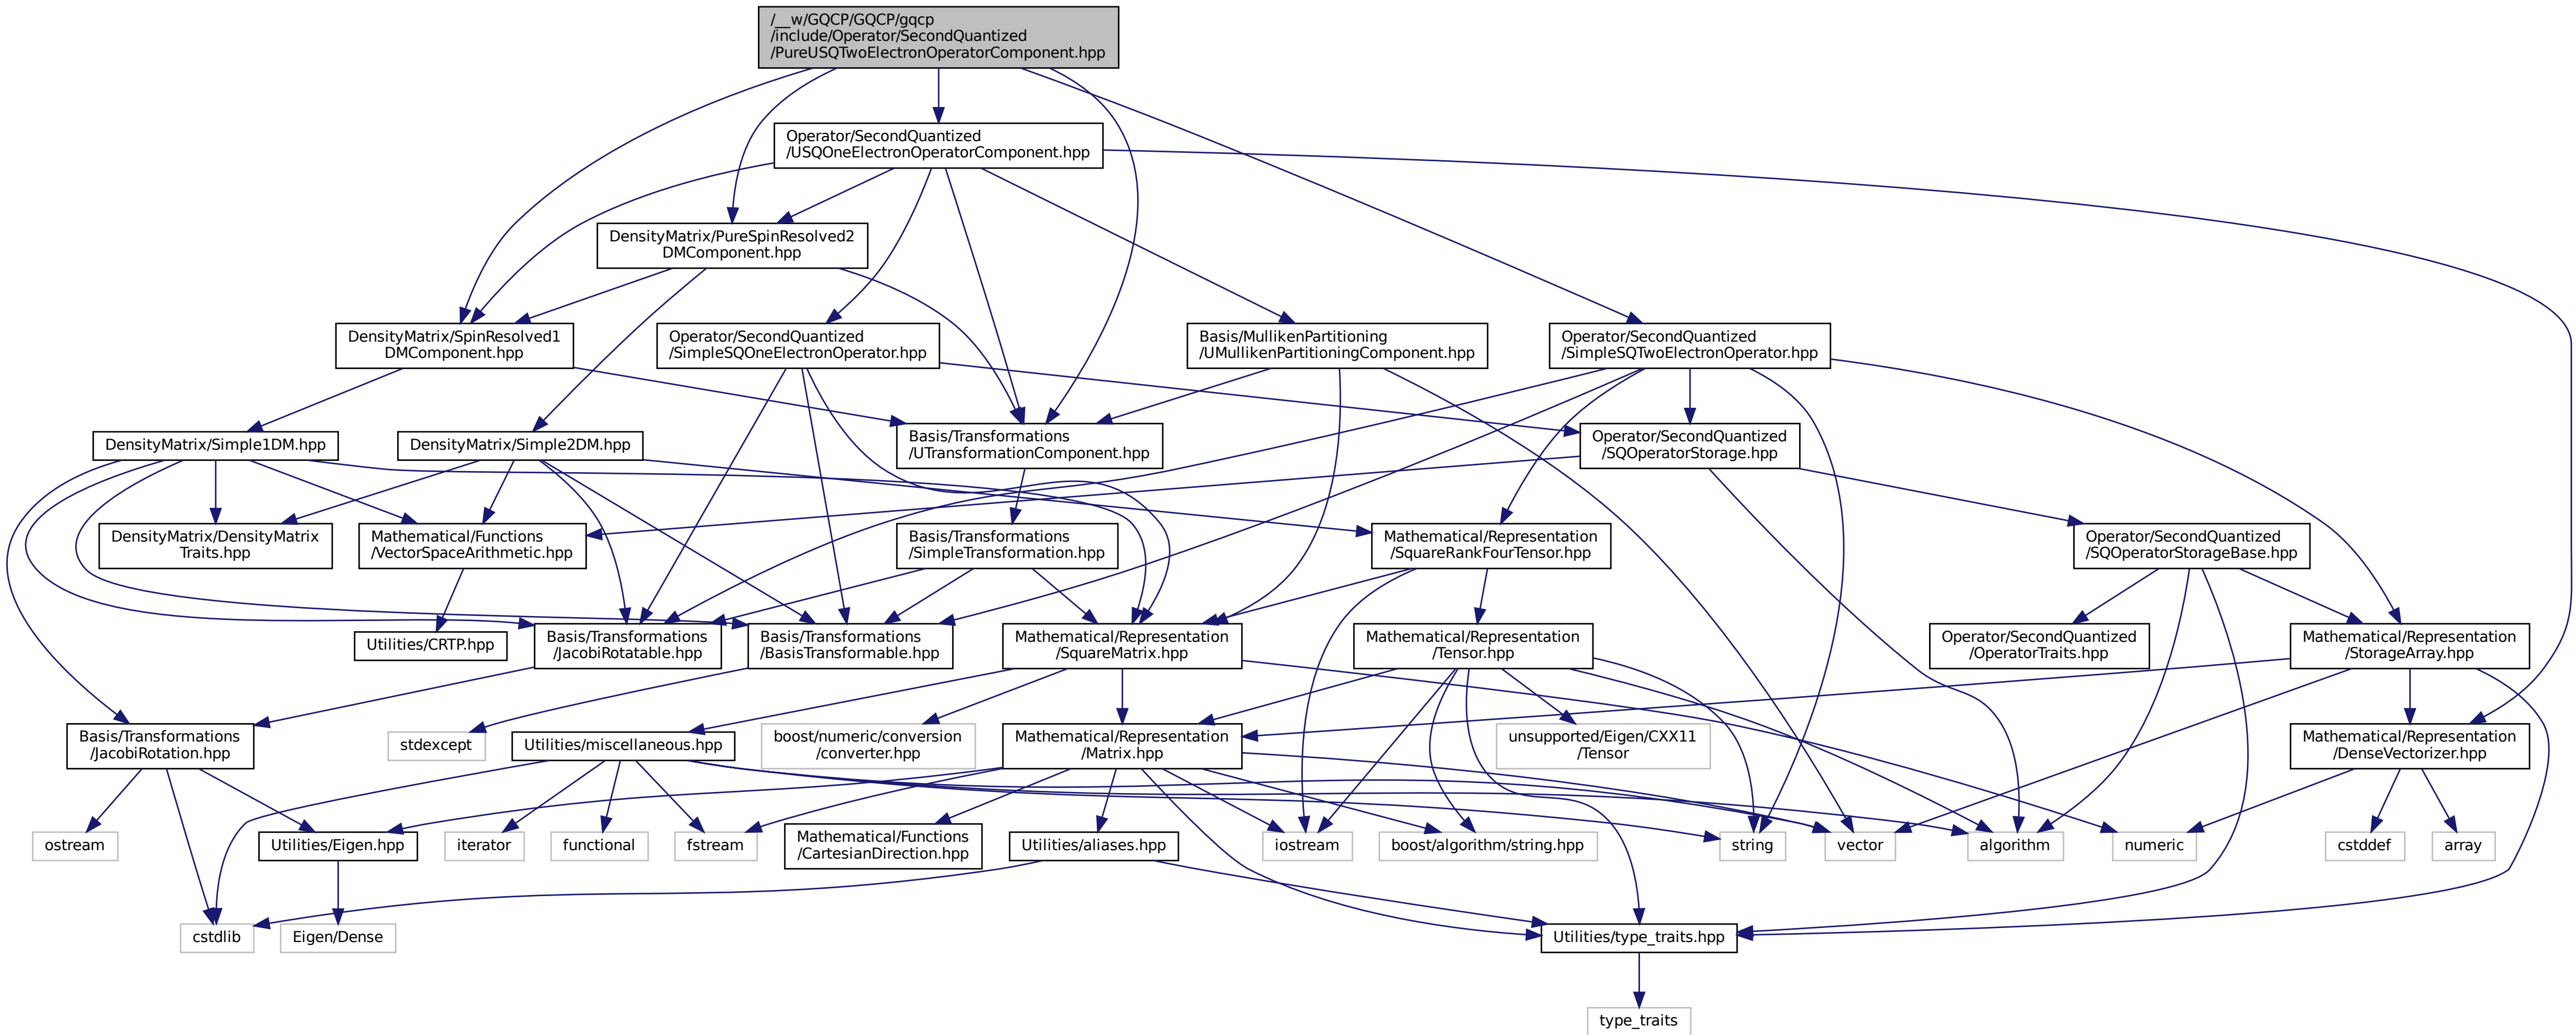 /__w/GQCP/GQCP/gqcp
/include/Operator/SecondQuantized
/PureUSQTwoElectronOperatorComponent.hpp
Operator/SecondQuantized
/USQOneElectronOperatorComponent.hpp
DensityMatrix/PureSpinResolved2
DMComponent.hpp
DensityMatrix/SpinResolved1
DMComponent.hpp
Operator/SecondQuantized
/SimpleSQOneElectronOperator.hpp
Basis/MullikenPartitioning
/UMullikenPartitioningComponent.hpp
Operator/SecondQuantized
/SimpleSQTwoElectronOperator.hpp
DensityMatrix/Simple1DM.hpp
DensityMatrix/Simple2DM.hpp
Basis/Transformations
/UTransformationComponent.hpp
Operator/SecondQuantized
/SQOperatorStorage.hpp
DensityMatrix/DensityMatrix
Traits.hpp
Mathematical/Functions
/VectorSpaceArithmetic.hpp
Basis/Transformations
/SimpleTransformation.hpp
Mathematical/Representation
/SquareRankFourTensor.hpp
Operator/SecondQuantized
/SQOperatorStorageBase.hpp
Utilities/CRTP.hpp
Basis/Transformations
/JacobiRotatable.hpp
Basis/Transformations
/BasisTransformable.hpp
Mathematical/Representation
/SquareMatrix.hpp
Mathematical/Representation
/Tensor.hpp
Operator/SecondQuantized
/OperatorTraits.hpp
Mathematical/Representation
/StorageArray.hpp
Basis/Transformations
/JacobiRotation.hpp
stdexcept
Utilities/miscellaneous.hpp
boost/numeric/conversion
/converter.hpp
Mathematical/Representation
/Matrix.hpp
unsupported/Eigen/CXX11
/Tensor
Mathematical/Representation
/DenseVectorizer.hpp
ostream
Utilities/Eigen.hpp
iterator
functional
fstream
Mathematical/Functions
/CartesianDirection.hpp
Utilities/aliases.hpp
iostream
boost/algorithm/string.hpp
string
vector
algorithm
numeric
cstddef
array
cstdlib
Eigen/Dense
Utilities/type_traits.hpp
type_traits